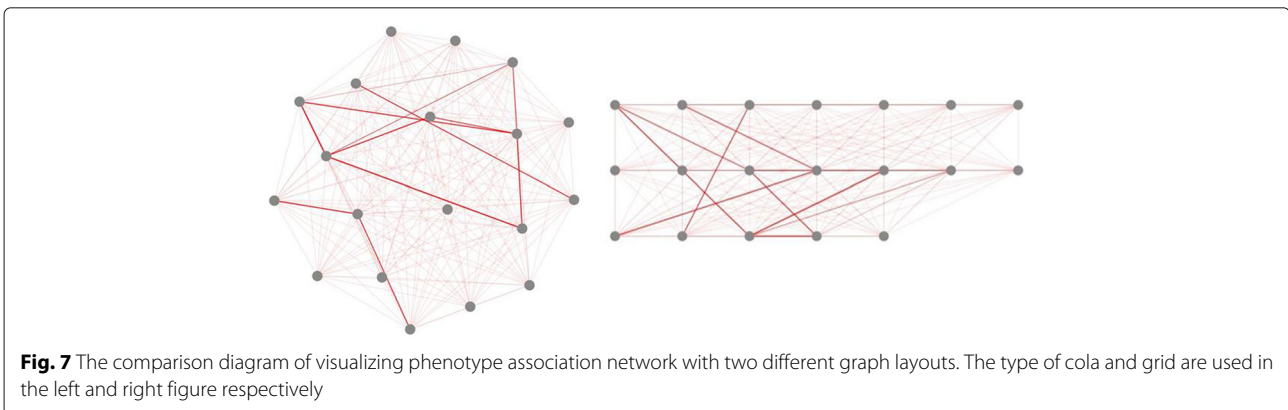 Fig. 7 The comparison diagram of visualizing phenotype association network with two different graph layouts. The type of cola and grid are used in
the left and right figure respectively